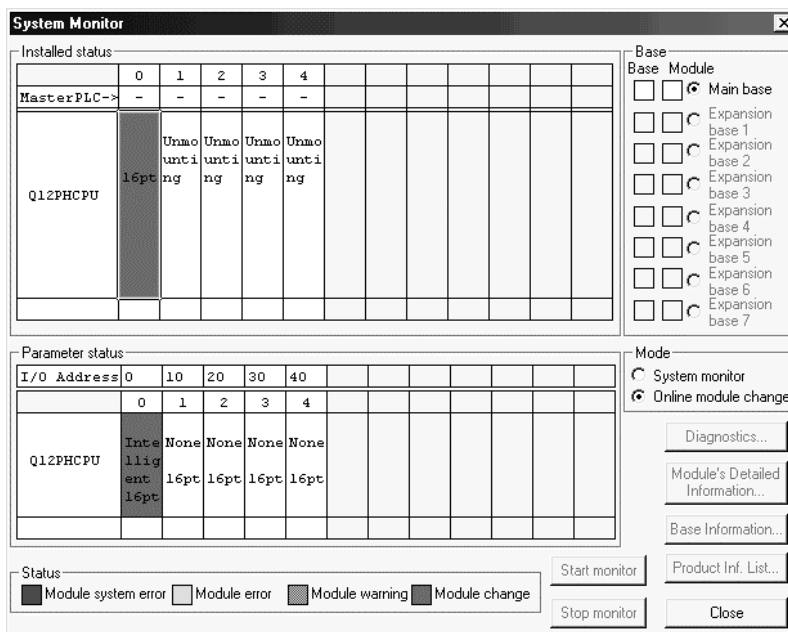 System Monitor
Installed status
0 1 2 3 4
MasterPLC-> - - - - -
Q12PHCPU
16pt
Unmo Unmo Unmo Unmo
unti unti unti unti
ng ng ng ng
Base
Base Module
Main base
Expansion
base 1
Expansion
base 2
Expansion
base 3
Expansion
base 4
Expansion
base 5
Expansion
base 6
Expansion
base 7
Parameter status
I/O Address 0 10 20 30 40
0 1 2 3 4
Q12PHCPU
Inte
llig
ent
16pt
None None None None
16pt 16pt 16pt 16pt
Mode
System monitor
Online module change
Diagnostics...
Module's Detailed
Information...
Base Information...
Product Inf. List...
Status
Module system error Module error Module warning Module change
Start monitor
Stop monitor
Close